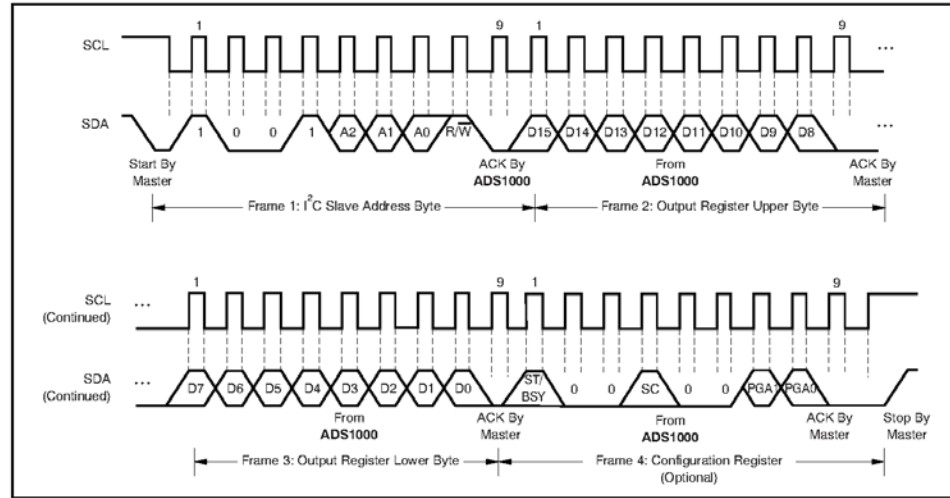 1 9 1 9
SCL ...
SDA 1 0 0 1 A2 A1 A0 R/W D15 D14 D13 D12 D11 D10 D9 D8 ...
Start By Master
ACK By ADS1000
From ADS1000
ACK By Master
Frame 1: I2C Slave Address Byte
Frame 2: Output Register Upper Byte
1 9 1 9
SCL (Continued) ... ...
SDA (Continued) ... D7 D6 D5 D4 D3 D2 D1 D0 ST/BSY 0 0 SC 0 0 PGA1 PGA0
From ADS1000
ACK By Master
From ADS1000
ACK By Master
Stop By Master
Frame 3: Output Register Lower Byte
Frame 4: Configuration Register
(Optional)